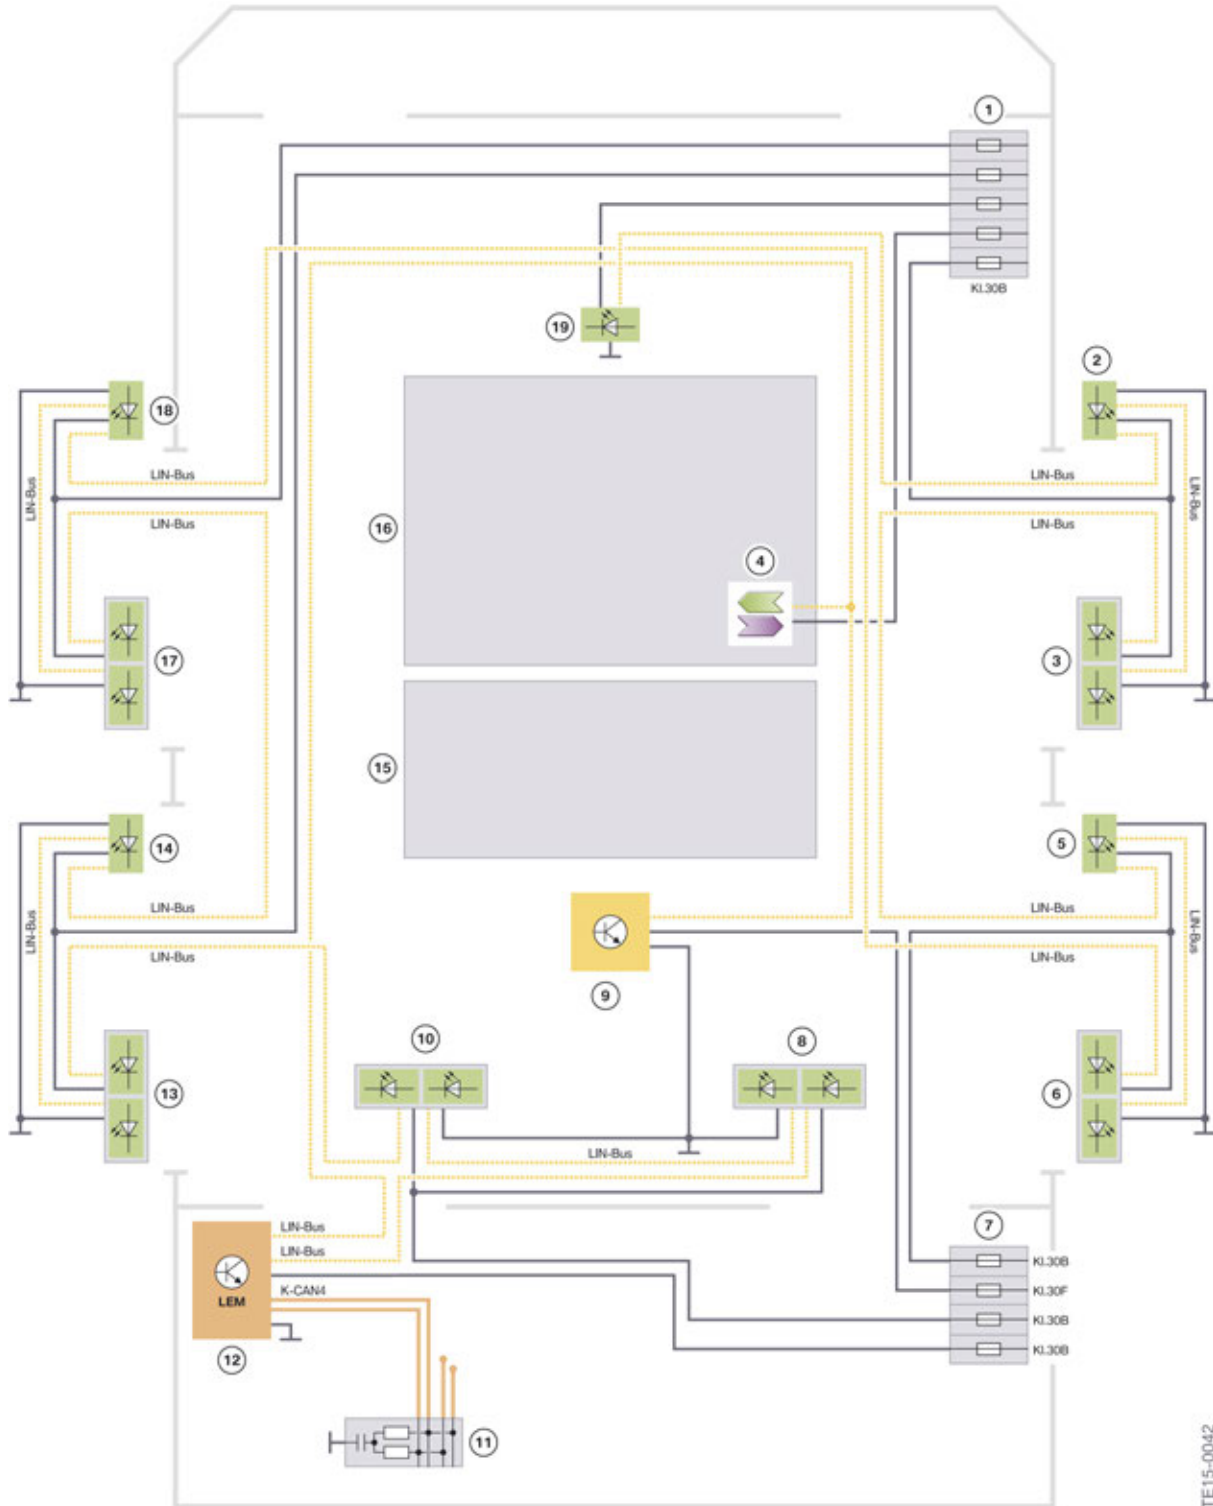 1
Kl.30B
19
2
18
LIN-Bus
LIN-Bus
LIN-Bus
LIN-Bus
LIN-Bus
LIN-Bus
16
4
17
3
15
14
5
LIN-Bus
LIN-Bus
LIN-Bus
LIN-Bus
LIN-Bus
LIN-Bus
9
10
8
13
6
LIN-Bus
LIN-Bus
LIN-Bus
7
Kl.30B
K-CAN4
Kl.30F
LEM
Kl.30B
Kl.30B
12
11
TE15-0042